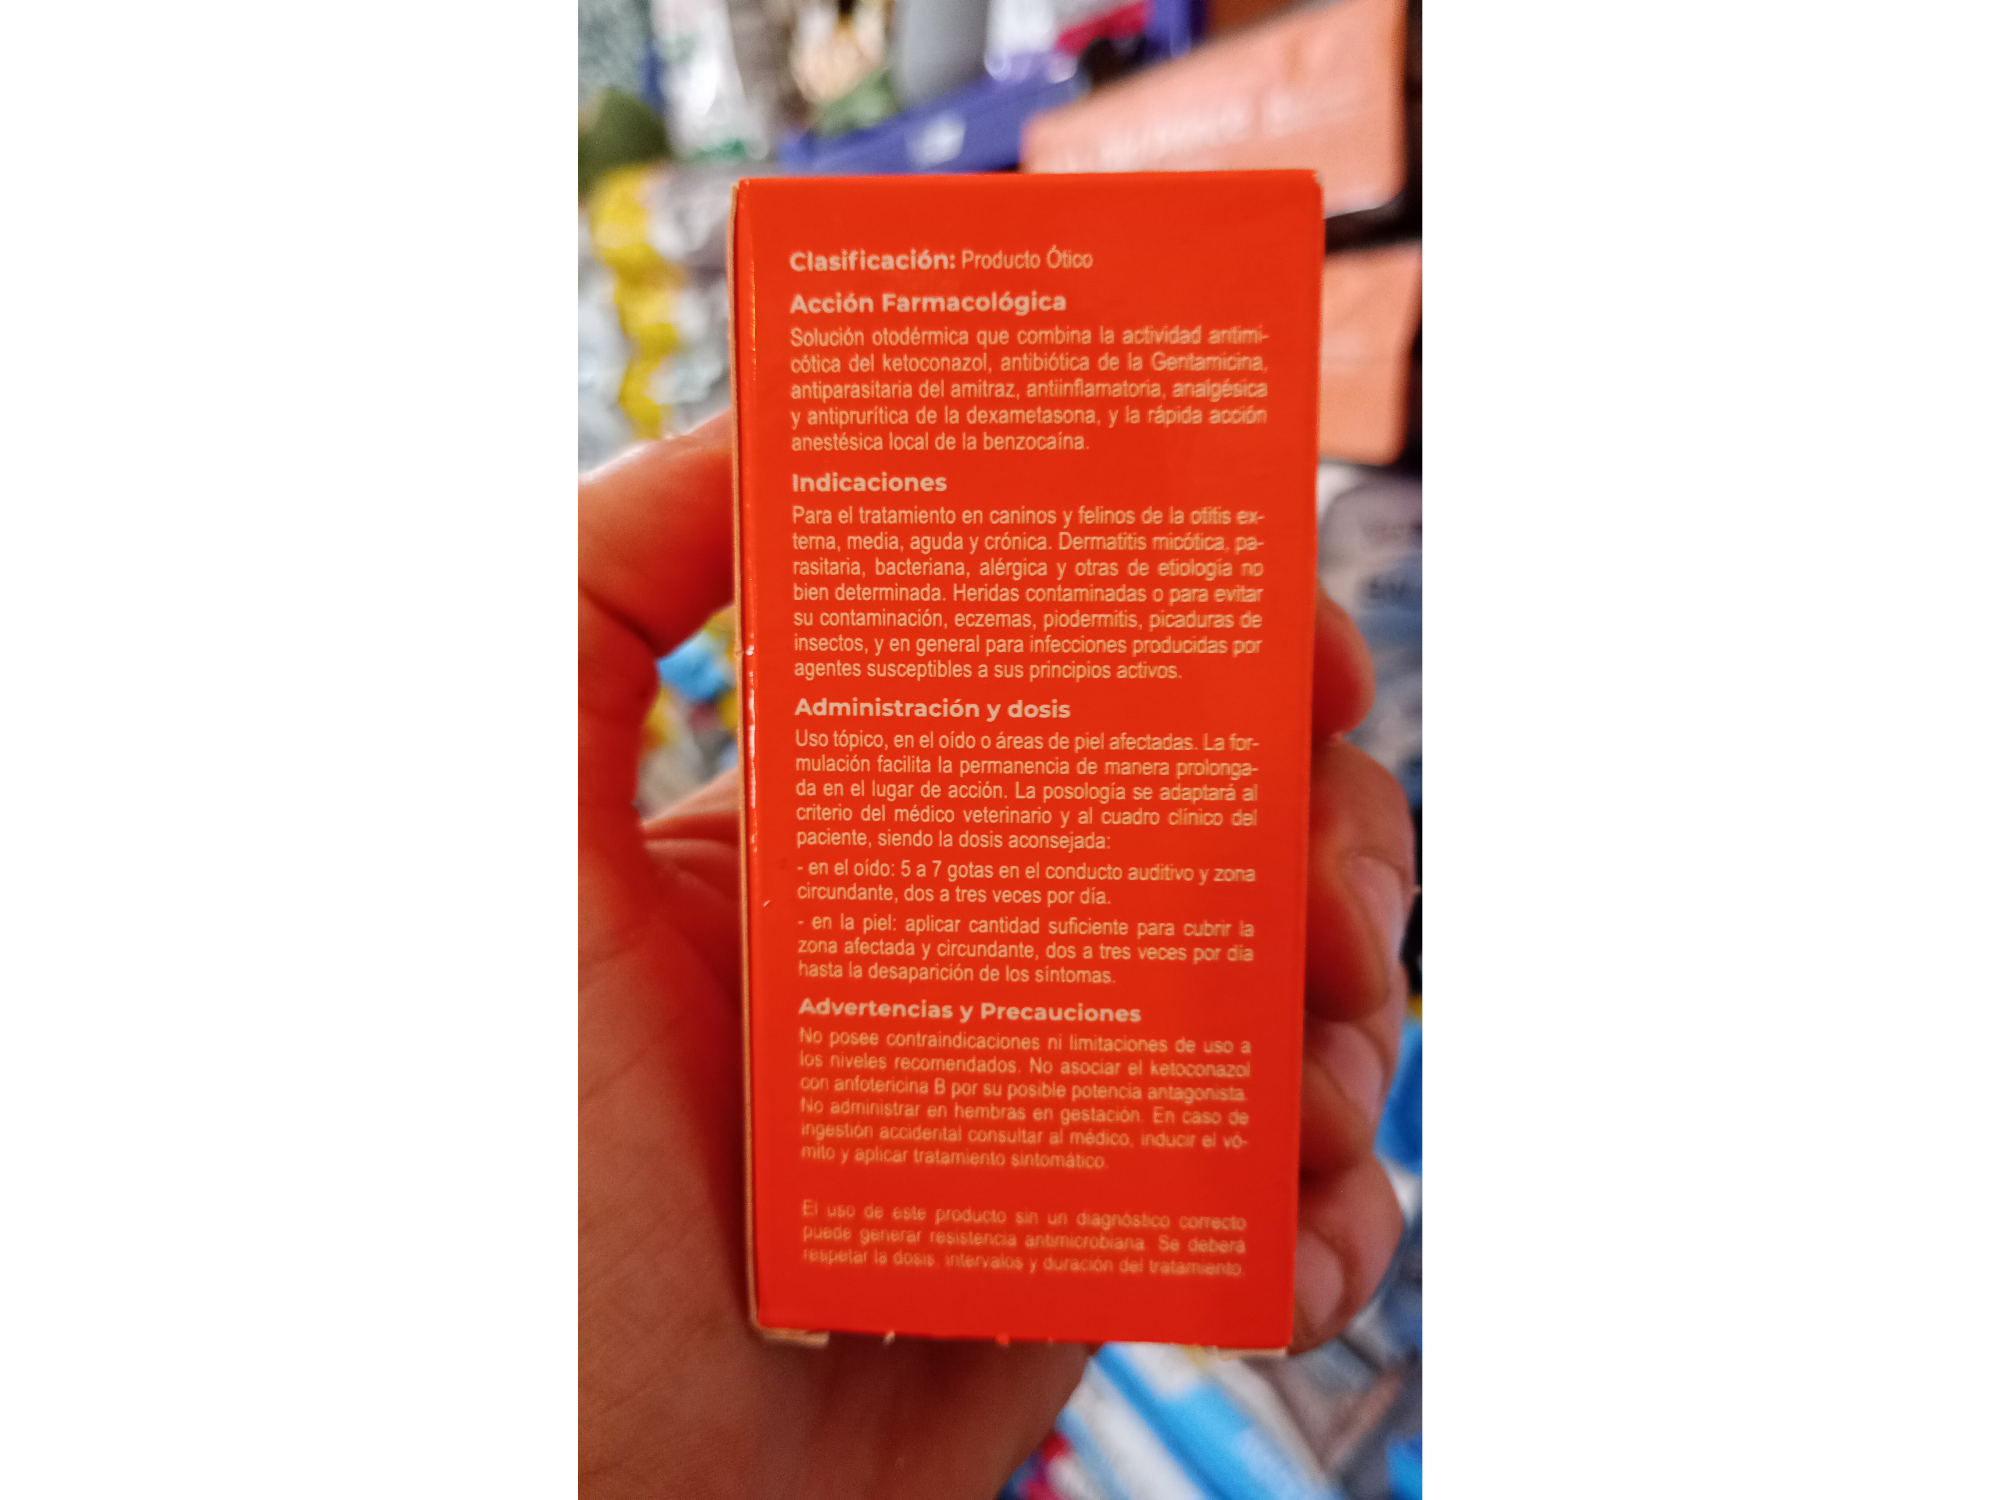 Clasificación: Producto Ótico
Acción Farmacológica
Solución otodérmica que combina la actividad antimi-
cótica del ketoconazol, antibiótica de la Gentamicina,
antiparasitaria del amitraz, antiinflamatoria, analgésica
y antiprurítica de la dexametasona, y la rápida acción
anestésica local de la benzocaína.
Indicaciones
Para el tratamiento en caninos y felinos de la otitis ex-
terna, media, aguda y crónica. Dermatitis micótica, pa-
rasitaria, bacteriana, alérgica y otras de etiología no
bien determinada. Heridas contaminadas o para evitar
su contaminación, eczemas, piodermitis, picaduras de
insectos, y en general para infecciones producidas por
agentes susceptibles a sus principios activos.
Administración y dosis
Uso tópico, en el oído o áreas de piel afectadas. La for-
mulación facilita la permanencia de manera prolonga-
da en el lugar de acción. La posología se adaptará al
criterio del médico veterinario y al cuadro clínico del
paciente, siendo la dosis aconsejada:
- en el oído: 5 a 7 gotas en el conducto auditivo y zona
circundante, dos a tres veces por día.
- en la piel: aplicar cantidad suficiente para cubrir la
zona afectada y circundante, dos a tres veces por día
hasta la desaparición de los síntomas.
Advertencias y Precauciones
No posee contraindicaciones ni limitaciones de uso a
los niveles recomendados. No asociar el ketoconazol
con anfotericina B por su posible potencia antagonista.
No administrar en hembras en gestación. En caso de
ingestión accidental consultar al médico, inducir el vó-
mito y aplicar tratamiento sintomático.
El uso de este producto sin un diagnóstico correcto
puede generar resistencia antimicrobiana. Se deberá
respetar la dosis, intervalos y duración del tratamiento.